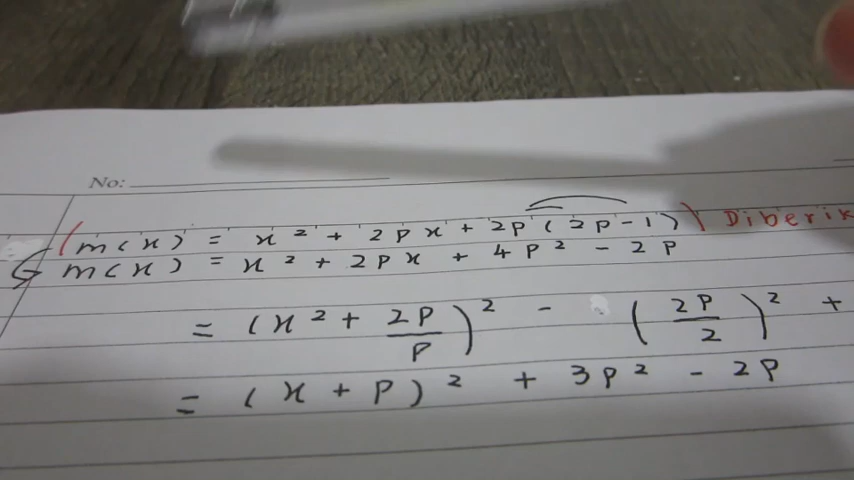 No:
(m(x) = x² + 2px + 2p(2p-1)) Diberik
m(x) = x² + 2px + 4p² - 2p
= (x² + 2p/p)² - (2p/2)² +
= (x + p)² + 3p² - 2p